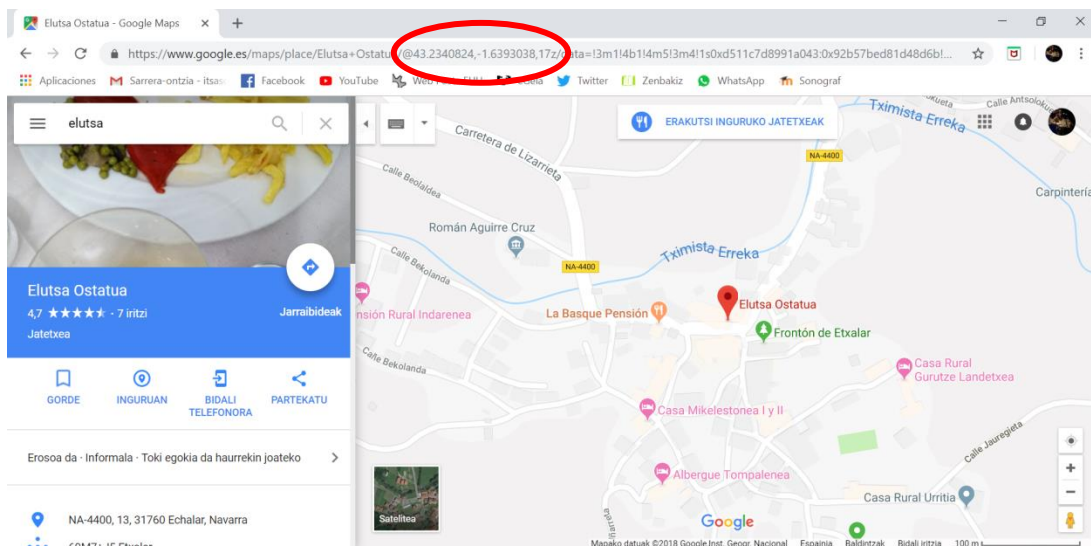 Elutsa Ostatua - Google Maps
https://www.google.es/maps/place/Elutsa+Ostatua/@43.2340824,-1.6393038,17z/data=!3m1!4b1!4m5!3m4!1s0xd511c7d8991a043:0x92b57bed81d48d6b!...
Aplicaciones Sarrera-ontzia - itsas Facebook YouTube Twitter Zenbakiz WhatsApp Sonograf
elutsa
ERAKUTSI INGURUKO JATETXEAK
Elutsa Ostatua
4,7 - 7 iritzi
Jatetxea
Jarraibideak
GORDE
INGURUAN
BIDALI
TELEFONORA
PARTEKATU
Erosoa da · Informala · Toki egokia da haurrekin joateko
NA-4400, 13, 31760 Echalar, Navarra
Carretera de Lizarrieta
Calle Beolaldea
Tximista Erreka
NA-4400
Carpintería
Román Aguirre Cruz
Calle Bekolanda
NA-4400
Tximista Erreka
Pensión Rural Indarenea
La Basque Pensión
Elutsa Ostatua
Frontón de Etxalar
Calle Bekolanda
Casa Rural
Gurutze Landetxea
Casa Mikelestonea I y II
Calle Jauregieta
Albergue Tompalenea
Casa Rural Urritia
Satelitea
Google
Mapako datuak ©2018 Google, Inst. Geogr. Nacional Espainia Baldintzak Bidali iritzia 100 m